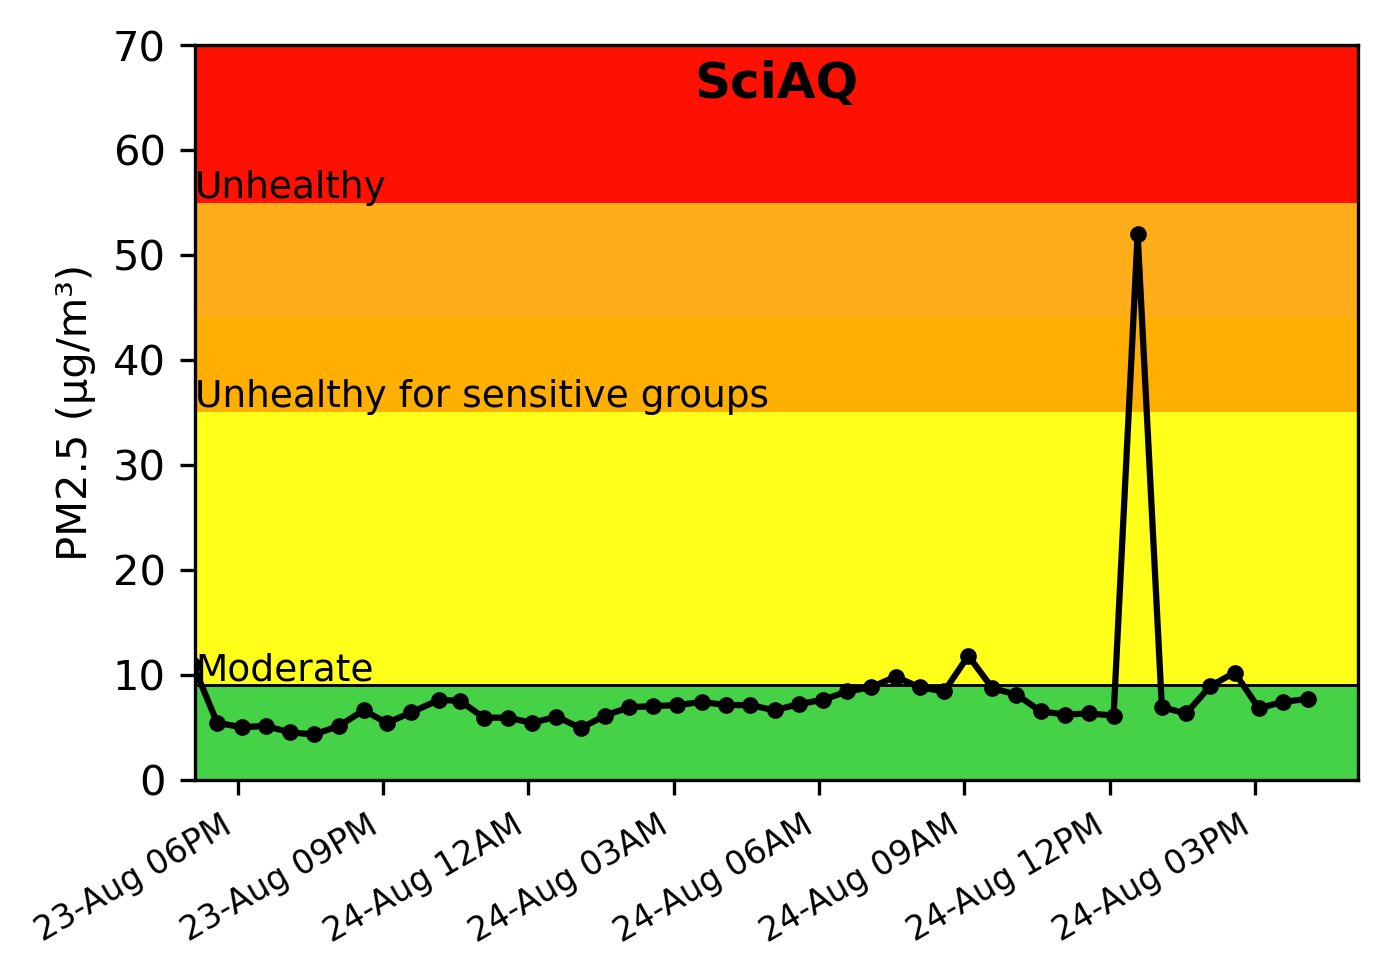 SciAQ
PM2.5 (µg/m³)
70
60
50
40
30
20
10
0
Unhealthy
Unhealthy for sensitive groups
Moderate
23-Aug 06PM
23-Aug 09PM
24-Aug 12AM
24-Aug 03AM
24-Aug 06AM
24-Aug 09AM
24-Aug 12PM
24-Aug 03PM